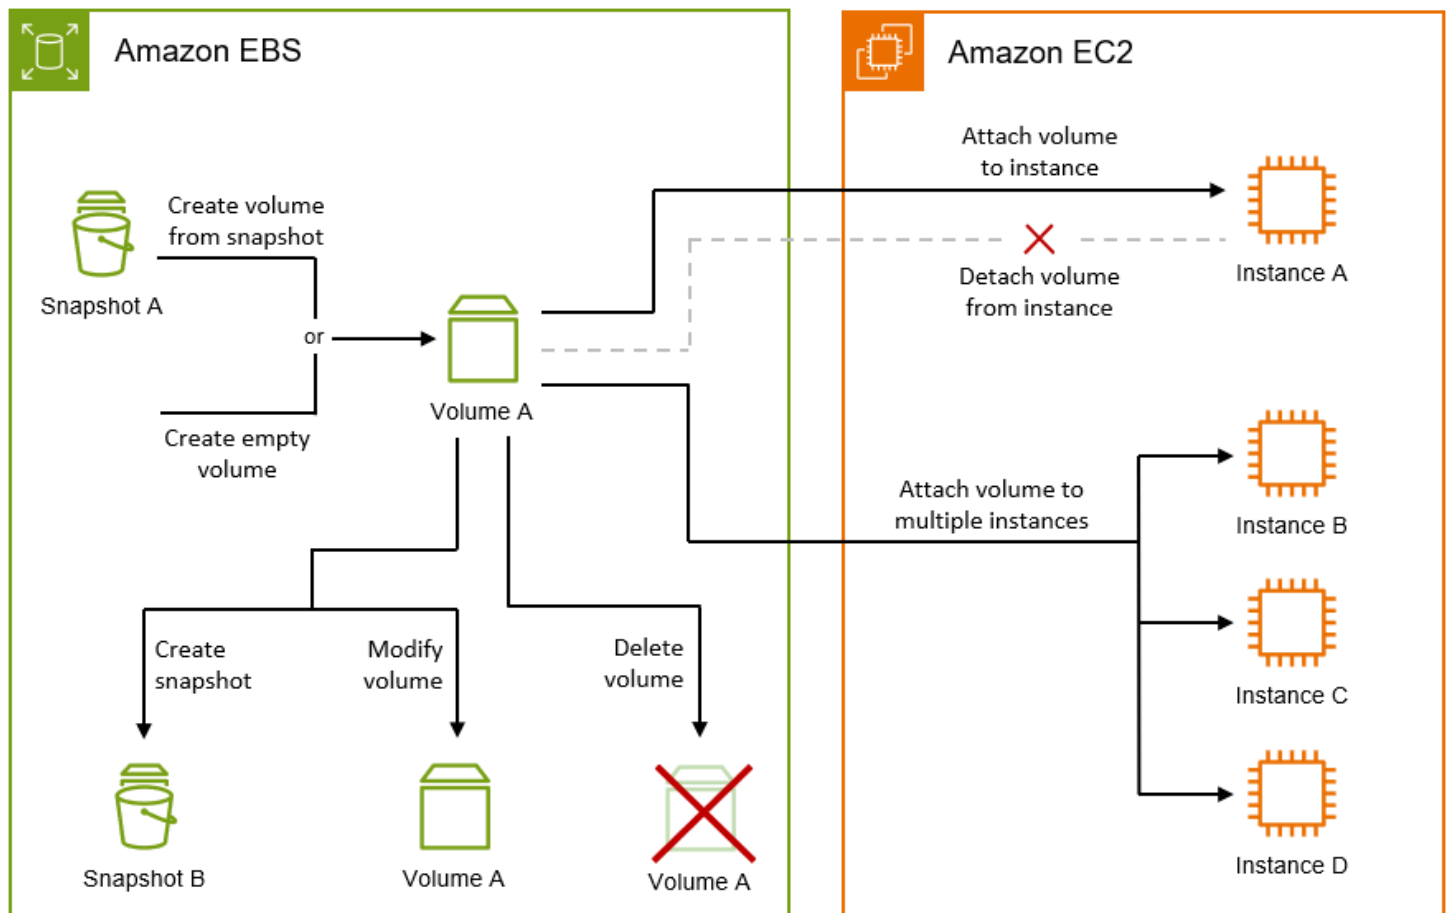 Amazon EBS
Amazon EC2
Attach volume
to instance
Create volume
from snapshot
Snapshot A
Detach volume
from instance
Instance A
or
Volume A
Create empty
volume
Attach volume to
multiple instances
Instance B
Create
snapshot
Modify
volume
Delete
volume
Instance C
Snapshot B
Volume A
Volume A
Instance D